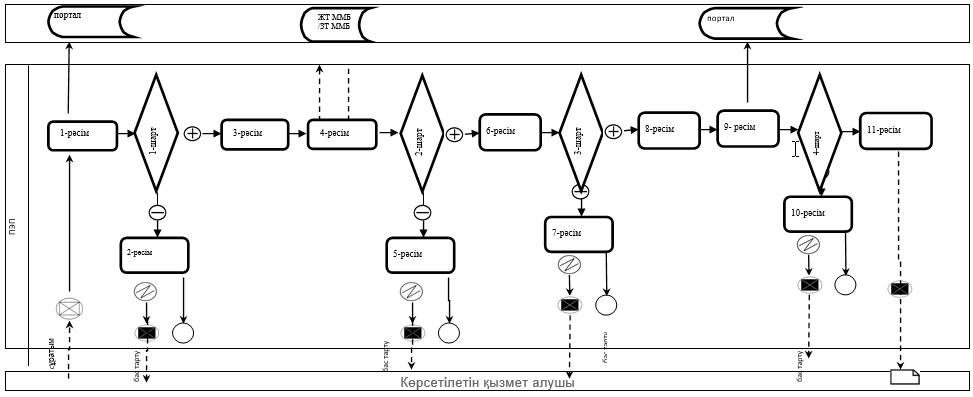 портал
ЖТ ММБ
/ЗТ ММБ
портал
ПЭП
1-рәсім
1-шарт
3-рәсім
4-рәсім
2-шарт
6-рәсім
3-шарт
8-рәсім
9- рәсім
4-шарт
11-рәсім
2-рәсім
5-рәсім
7-рәсім
10-рәсім
бас тарту
бас тарту
бас тарту
бас тарту
Көрсетілетін қызмет алушы